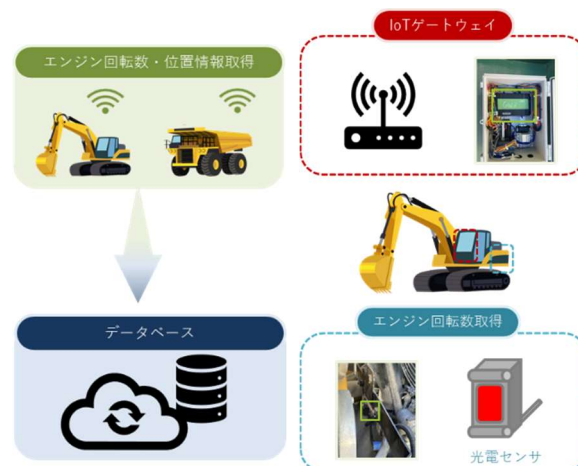 エンジン回転数・位置情報取得
IoTゲートウェイ
データベース
エンジン回転数取得
光電センサ